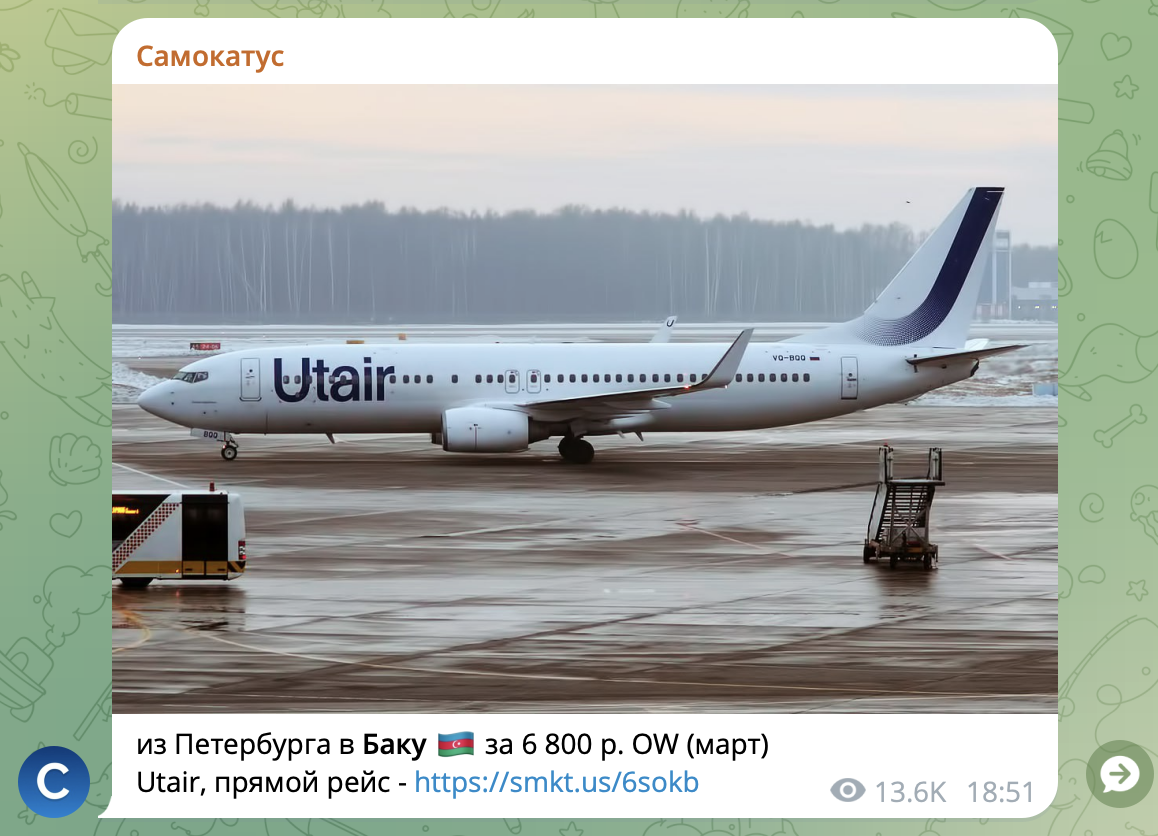 Самокатус
Utair
VQ-BQQ
BQQ
из Петербурга в Баку 🇦🇿 за 6 800 р. OW (март)
Utair, прямой рейс - https://smkt.us/6sokb
13.6K 18:51
C